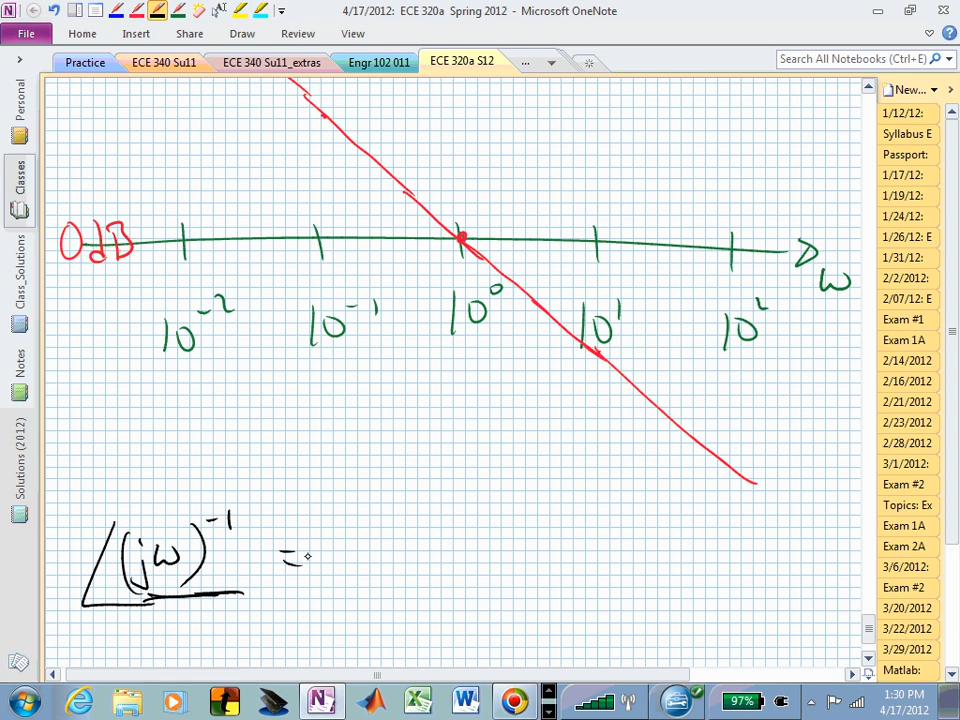 4/17/2012: ECE 320a Spring 2012 - Microsoft OneNote
File Home Insert Share Draw Review View
Practice ECE 340 Su11 ECE 340 Su11_extras Engr 102 011 ECE 320a S12 ... Search All Notebooks (Ctrl+E)
Personal
Classes
Class_Solutions
Notes
Solutions (2012)
New...
1/12/12:
Syllabus E
Passport:
1/17/12:
1/19/12:
1/24/12:
1/26/12: E
1/31/12:
2/2/2012:
2/07/12: E
Exam #1
Exam 1A
2/14/2012
2/16/2012
2/21/2012
2/23/2012
2/28/2012
3/1/2012:
Exam #2
Topics: Ex
Exam 1A
Exam 2A
3/6/2012:
Exam #2
3/20/2012
3/22/2012
3/29/2012
Matlab:
0dB
ω
10⁻² 10⁻¹ 10⁰ 10¹ 10²
∠(jω)⁻¹ =
97% 1:30 PM
4/17/2012